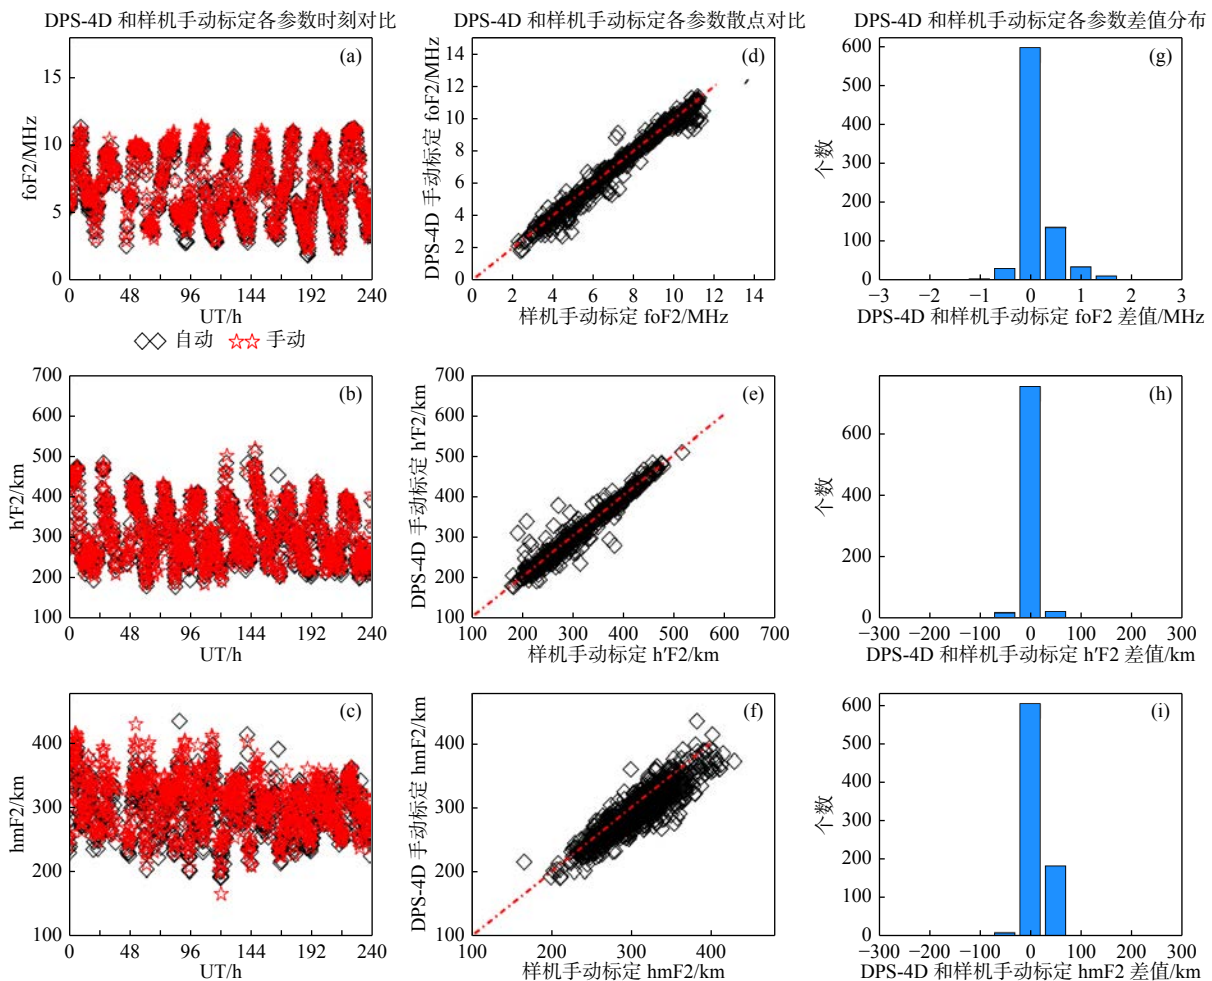 DPS-4D 和样机手动标定各参数时刻对比
DPS-4D 和样机手动标定各参数散点对比
DPS-4D 和样机手动标定各参数差值分布
(a)
foF2/MHz
15
10
5
0
0 48 96 144 192 240
UT/h
自动 手动
(d)
DPS-4D 手动标定 foF2/MHz
14
12
10
8
6
4
2
0
0 2 4 6 8 10 12 14
样机手动标定 foF2/MHz
(g)
个数
600
500
400
300
200
100
0
−3 −2 −1 0 1 2 3
DPS-4D 和样机手动标定 foF2 差值/MHz
(b)
h'F2/km
700
600
500
400
300
200
100
0 48 96 144 192 240
UT/h
(e)
DPS-4D 手动标定 h'F2/km
700
600
500
400
300
200
100
100 200 300 400 500 600 700
样机手动标定 h'F2/km
(h)
个数
600
400
200
0
−300 −200 −100 0 100 200 300
DPS-4D 和样机手动标定 h'F2 差值/km
(c)
hmF2/km
400
300
200
100
0 48 96 144 192 240
UT/h
(f)
DPS-4D 手动标定 hmF2/km
400
300
200
100
100 200 300 400
样机手动标定 hmF2/km
(i)
个数
600
500
400
300
200
100
0
−300 −200 −100 0 100 200 300
DPS-4D 和样机手动标定 hmF2 差值/km